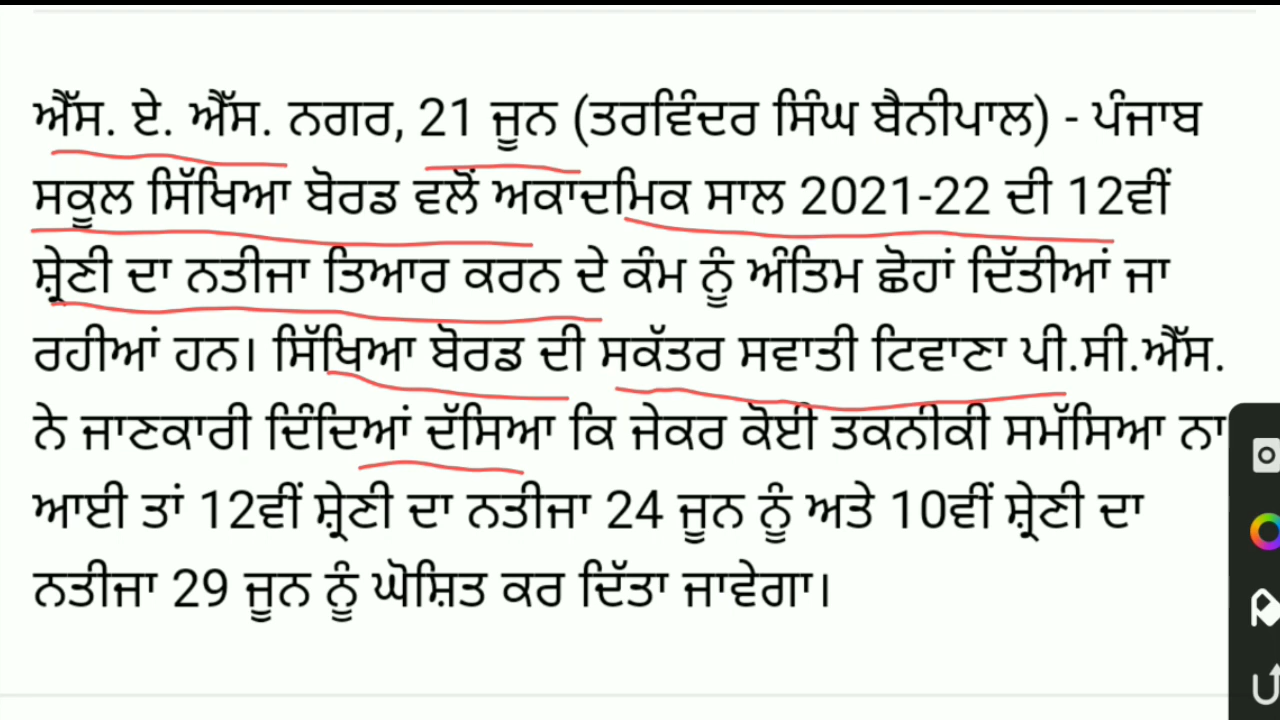 ਐੱਸ. ਏ. ਐੱਸ. ਨਗਰ, 21 ਜੂਨ (ਤਰਵਿੰਦਰ ਸਿੰਘ ਬੈਨੀਪਾਲ) - ਪੰਜਾਬ
ਸਕੂਲ ਸਿੱਖਿਆ ਬੋਰਡ ਵਲੋਂ ਅਕਾਦਮਿਕ ਸਾਲ 2021-22 ਦੀ 12ਵੀਂ
ਸ਼੍ਰੇਣੀ ਦਾ ਨਤੀਜਾ ਤਿਆਰ ਕਰਨ ਦੇ ਕੰਮ ਨੂੰ ਅੰਤਿਮ ਛੋਹਾਂ ਦਿੱਤੀਆਂ ਜਾ
ਰਹੀਆਂ ਹਨ। ਸਿੱਖਿਆ ਬੋਰਡ ਦੀ ਸਕੱਤਰ ਸਵਾਤੀ ਟਿਵਾਣਾ ਪੀ.ਸੀ.ਐੱਸ.
ਨੇ ਜਾਣਕਾਰੀ ਦਿੰਦਿਆਂ ਦੱਸਿਆ ਕਿ ਜੇਕਰ ਕੋਈ ਤਕਨੀਕੀ ਸਮੱਸਿਆ ਨਾ
ਆਈ ਤਾਂ 12ਵੀਂ ਸ਼੍ਰੇਣੀ ਦਾ ਨਤੀਜਾ 24 ਜੂਨ ਨੂੰ ਅਤੇ 10ਵੀਂ ਸ਼੍ਰੇਣੀ ਦਾ
ਨਤੀਜਾ 29 ਜੂਨ ਨੂੰ ਘੋਸ਼ਿਤ ਕਰ ਦਿੱਤਾ ਜਾਵੇਗਾ।